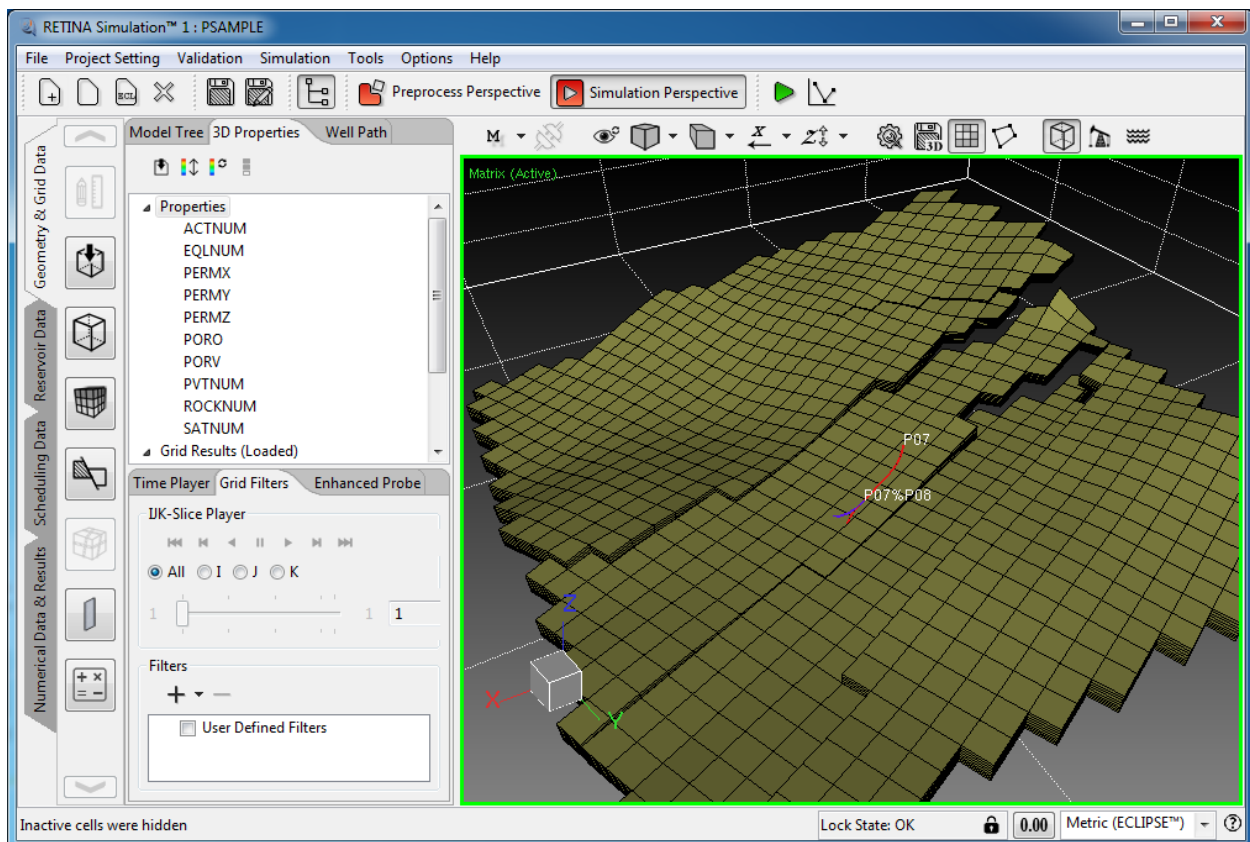 RETINA Simulation™ 1 : PSAMPLE
File Project Setting Validation Simulation Tools Options Help
ECL Preprocess Perspective Simulation Perspective
Model Tree 3D Properties Well Path
M X Z 3D
Geometry & Grid Data
Reservoir Data
Scheduling Data
Numerical Data & Results
Properties
ACTNUM
EQLNUM
PERMX
PERMY
PERMZ
PORO
PORV
PVTNUM
ROCKNUM
SATNUM
Grid Results (Loaded)
Time Player Grid Filters Enhanced Probe
IJK-Slice Player
All I J K
1 1 1
Filters
User Defined Filters
Matrix (Active)
P07
P07%P08
Z
X
Y
Inactive cells were hidden Lock State: OK 0.00 Metric (ECLIPSE™)